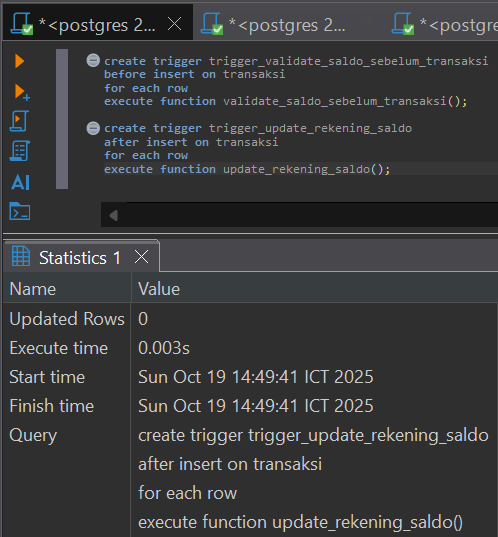 *<postgres 2...
*<postgres 2...
*<postgre
create trigger trigger_validate_saldo_sebelum_transaksi
before insert on transaksi
for each row
execute function validate_saldo_sebelum_transaksi();
create trigger trigger_update_rekening_saldo
after insert on transaksi
for each row
execute function update_rekening_saldo();
AI
Statistics 1
Name Value
Updated Rows 0
Execute time 0.003s
Start time Sun Oct 19 14:49:41 ICT 2025
Finish time Sun Oct 19 14:49:41 ICT 2025
Query create trigger trigger_update_rekening_saldo
after insert on transaksi
for each row
execute function update_rekening_saldo()